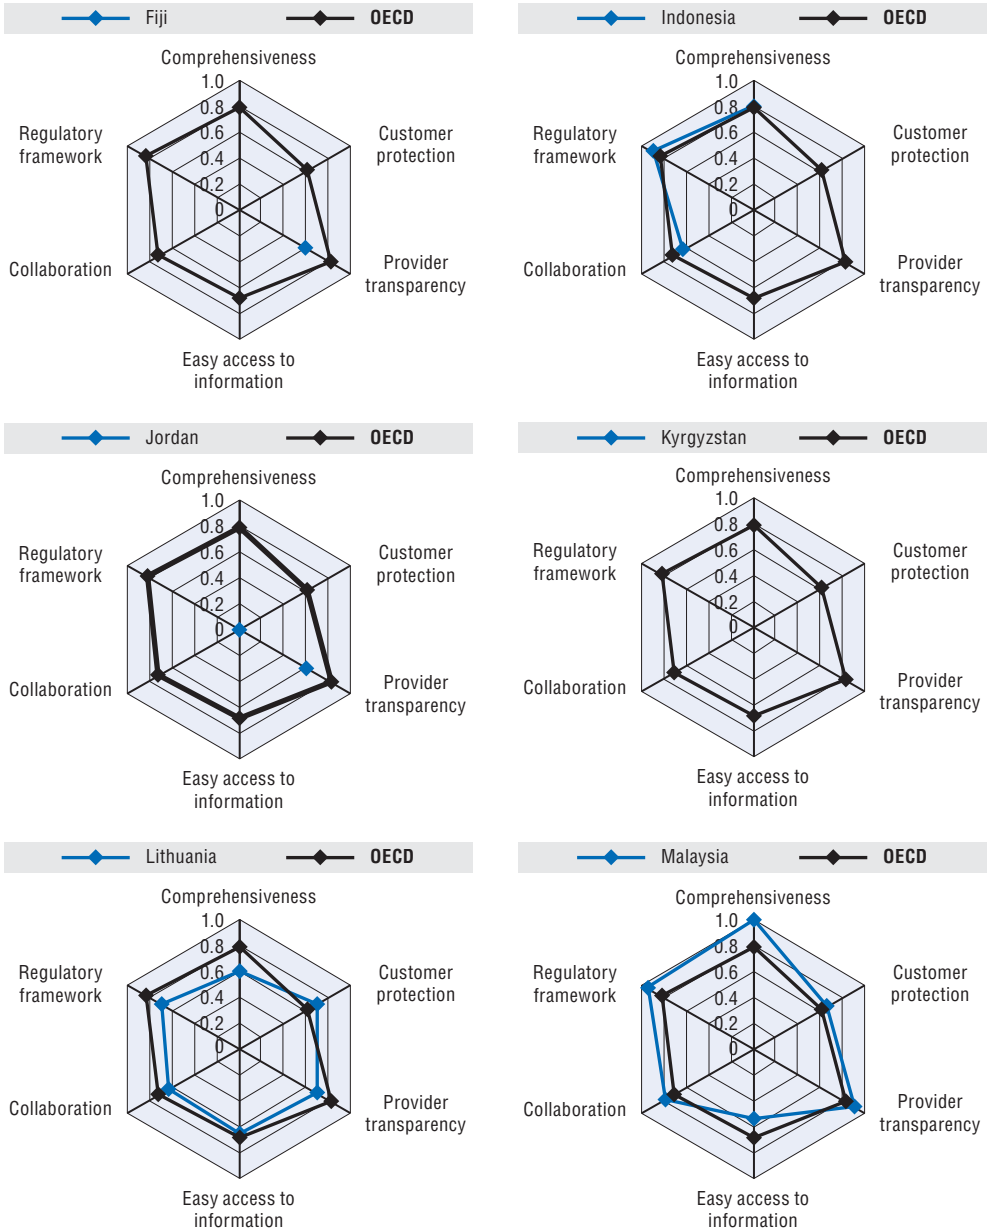 Fiji OECD
Comprehensiveness
1.0
0.8
0.6
0.4
0.2
0
Regulatory
framework
Customer
protection
Collaboration
Provider
transparency
Easy access to
information
Indonesia OECD
Comprehensiveness
1.0
0.8
0.6
0.4
0.2
0
Regulatory
framework
Customer
protection
Collaboration
Provider
transparency
Easy access to
information
Jordan OECD
Comprehensiveness
1.0
0.8
0.6
0.4
0.2
0
Regulatory
framework
Customer
protection
Collaboration
Provider
transparency
Easy access to
information
Kyrgyzstan OECD
Comprehensiveness
1.0
0.8
0.6
0.4
0.2
0
Regulatory
framework
Customer
protection
Collaboration
Provider
transparency
Easy access to
information
Lithuania OECD
Comprehensiveness
1.0
0.8
0.6
0.4
0.2
0
Regulatory
framework
Customer
protection
Collaboration
Provider
transparency
Easy access to
information
Malaysia OECD
Comprehensiveness
1.0
0.8
0.6
0.4
0.2
0
Regulatory
framework
Customer
protection
Collaboration
Provider
transparency
Easy access to
information